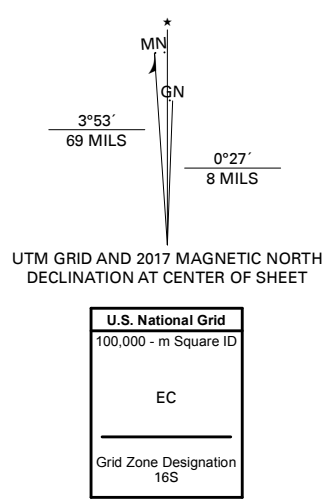 MN
GN
3°53´
69 MILS
0°27´
8 MILS
UTM GRID AND 2017 MAGNETIC NORTH
DECLINATION AT CENTER OF SHEET
U.S. National Grid
100,000 - m Square ID
EC
Grid Zone Designation
16S